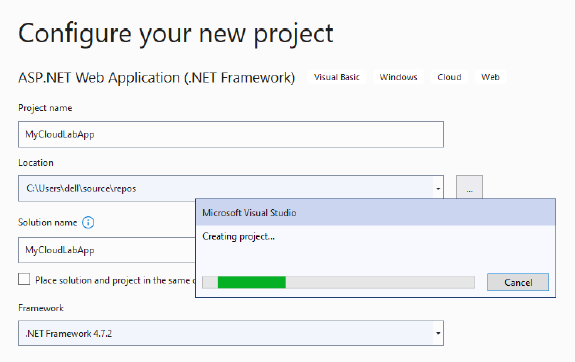 Configure your new project
ASP.NET Web Application (.NET Framework) Visual Basic Windows Cloud Web
Project name
MyCloudLabApp
Location
C:\Users\dell\source\repos ...
Microsoft Visual Studio
Creating project...
Cancel
Solution name
MyCloudLabApp
Place solution and project in the same
Framework
.NET Framework 4.7.2